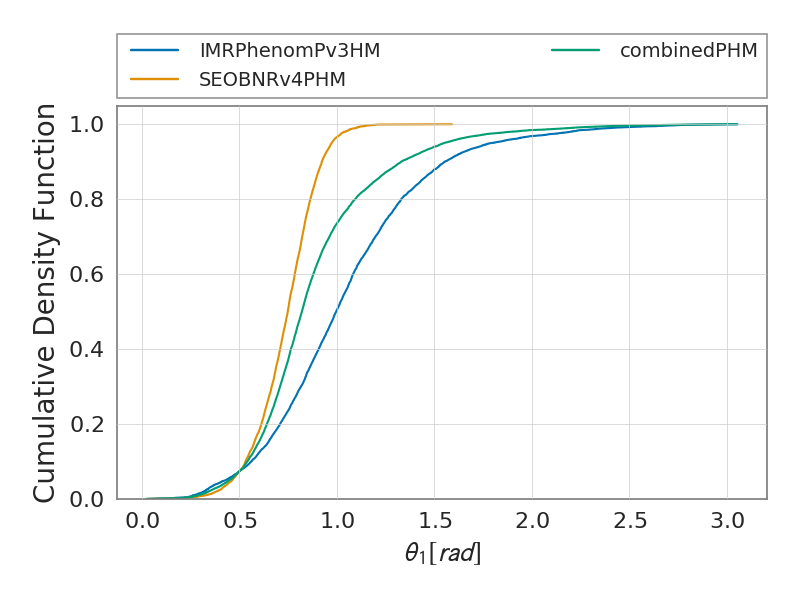 IMRPhenomPv3HM
SEOBNRv4PHM
combinedPHM
Cumulative Density Function
1.0
0.8
0.6
0.4
0.2
0.0
0.0 0.5 1.0 1.5 2.0 2.5 3.0
θ₁[rad]